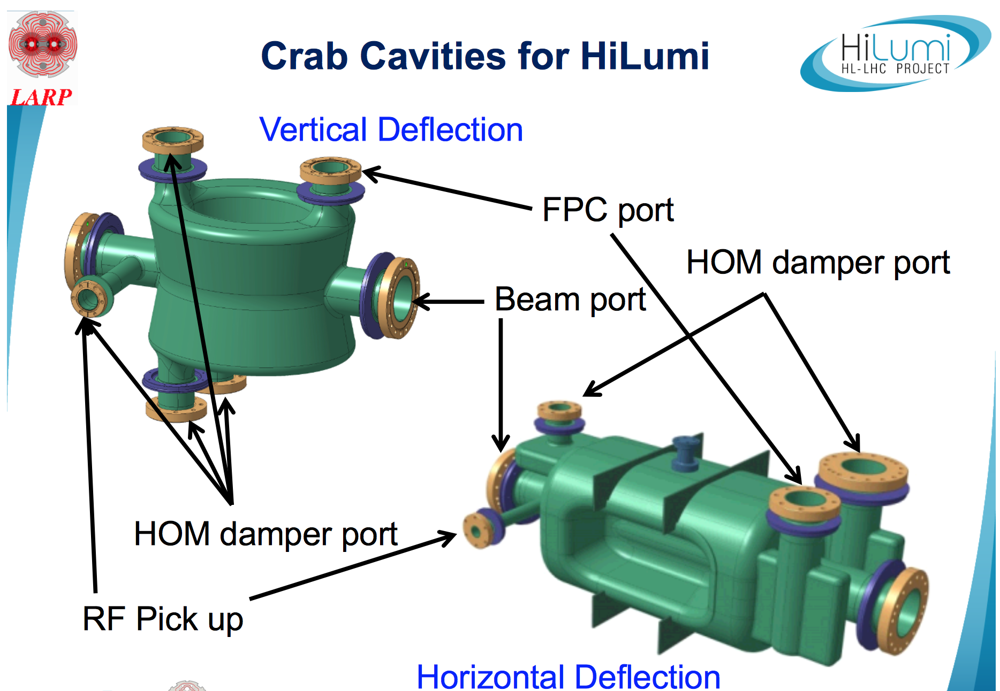 LARP
Crab Cavities for HiLumi
HiLumi
HL-LHC PROJECT
Vertical Deflection
FPC port
HOM damper port
Beam port
HOM damper port
RF Pick up
Horizontal Deflection